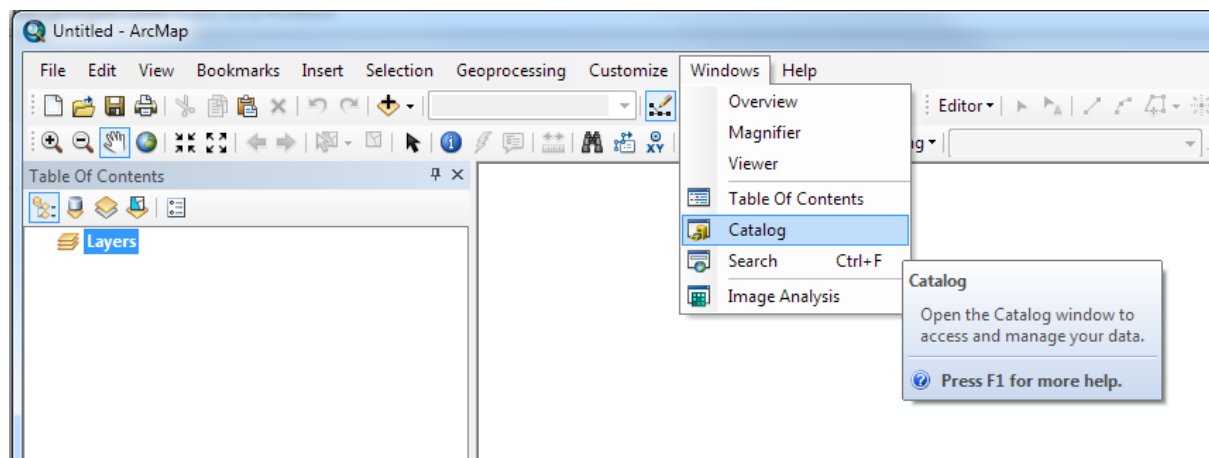 Untitled - ArcMap
File Edit View Bookmarks Insert Selection Geoprocessing Customize Windows Help
Overview
Editor
Magnifier
XY
Viewer
Table Of Contents
Layers
Table Of Contents
Catalog
Search Ctrl+F
Image Analysis
Catalog
Open the Catalog window to
access and manage your data.
Press F1 for more help.